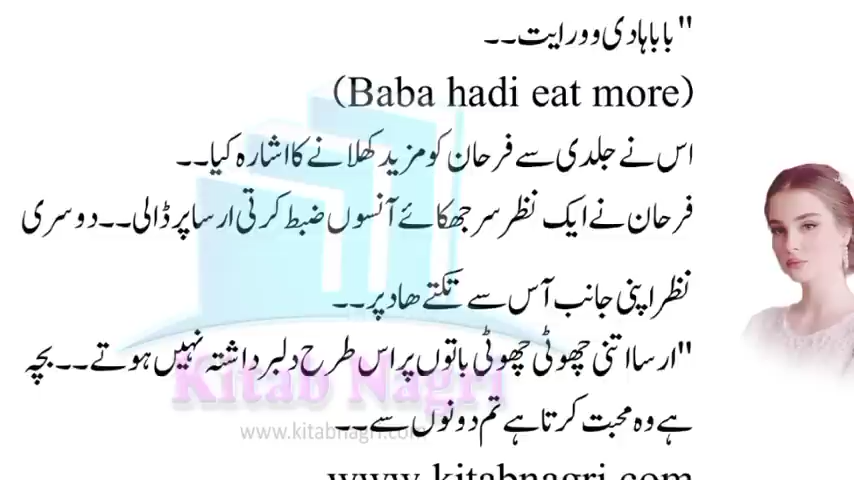 "بابا ہادی وورایت۔۔
(Baba hadi eat more)
اس نے جلدی سے فرحان کو مزید کھلانے کا اشارہ کیا۔۔
فرحان نے ایک نظر سر جھکائے آنسوں ضبط کرتی ارسا پر ڈالی۔۔ دوسری
نظر اپنی جانب آس سے تکتے ھاد پر۔۔
"ارسا اتنی چھوٹی چھوٹی باتوں پر اس طرح دلبرداشتہ نہیں ہوتے۔۔ بچہ
ہے وہ محبت کرتا ہے تم دونوں سے۔۔
Kitab Nagri
www.kitabnagri.com
www.kitabnagri.com